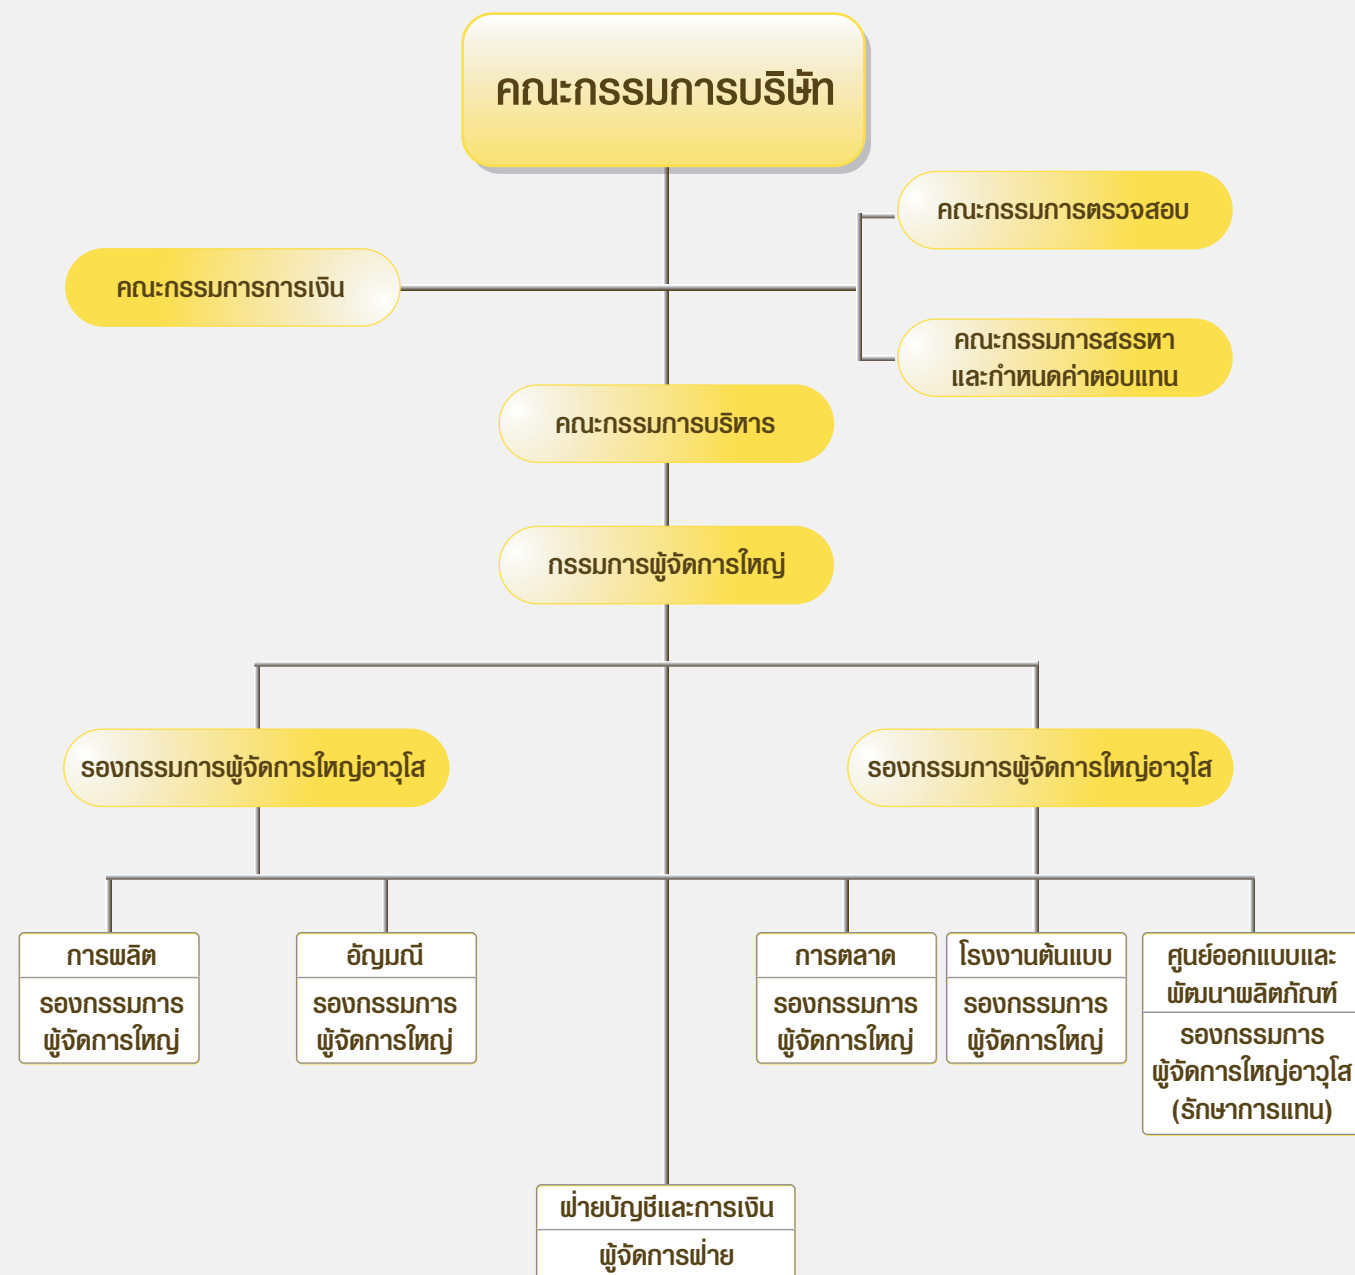 คณะกรรมการบริษัท
คณะกรรมการตรวจสอบ
คณะกรรมการการเงิน
คณะกรรมการสรรหา
และกำหนดค่าตอบแทน
คณะกรรมการบริหาร
กรรมการผู้จัดการใหญ่
รองกรรมการผู้จัดการใหญ่อาวุโส
รองกรรมการผู้จัดการใหญ่อาวุโส
การผลิต
รองกรรมการ
ผู้จัดการใหญ่
อัญมณี
รองกรรมการ
ผู้จัดการใหญ่
การตลาด
รองกรรมการ
ผู้จัดการใหญ่
โรงงานต้นแบบ
รองกรรมการ
ผู้จัดการใหญ่
ศูนย์ออกแบบและ
พัฒนาผลิตภัณฑ์
รองกรรมการ
ผู้จัดการใหญ่อาวุโส
(รักษาการแทน)
ฝ่ายบัญชีและการเงิน
ผู้จัดการฝ่าย